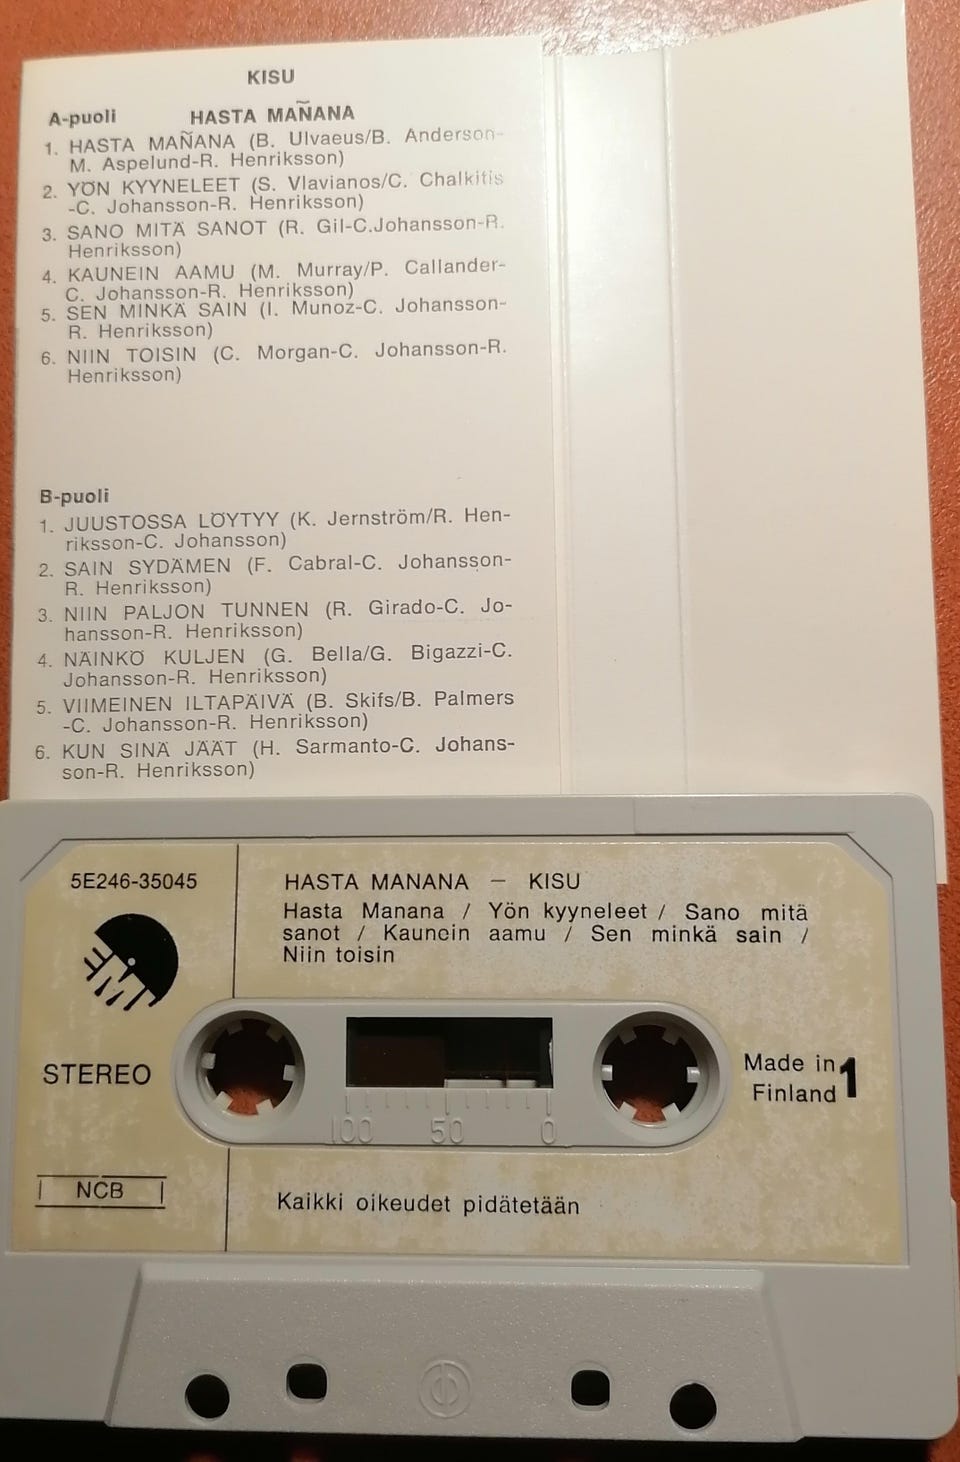 KISU
A-puoli HASTA MAÑANA
1. HASTA MAÑANA (B. Ulvaeus/B. Anderson-
M. Aspelund-R. Henriksson)
2. YÖN KYYNELEET (S. Vlavianos/C. Chalkitis
-C. Johansson-R. Henriksson)
3. SANO MITÄ SANOT (R. Gil-C.Johansson-R.
Henriksson)
4. KAUNEIN AAMU (M. Murray/P. Callander-
C. Johansson-R. Henriksson)
5. SEN MINKÄ SAIN (I. Munoz-C. Johansson-
R. Henriksson)
6. NIIN TOISIN (C. Morgan-C. Johansson-R.
Henriksson)
B-puoli
1. JUUSTOSSA LÖYTYY (K. Jernström/R. Hen-
riksson-C. Johansson)
2. SAIN SYDÄMEN (F. Cabral-C. Johansson-
R. Henriksson)
3. NIIN PALJON TUNNEN (R. Girado-C. Jo-
hansson-R. Henriksson)
4. NÄINKÖ KULJEN (G. Bella/G. Bigazzi-C.
Johansson-R. Henriksson)
5. VIIMEINEN ILTAPÄIVÄ (B. Skifs/B. Palmers
-C. Johansson-R. Henriksson)
6. KUN SINÄ JÄÄT (H. Sarmanto-C. Johans-
son-R. Henriksson)
5E246-35045
HASTA MANANA – KISU
Hasta Manana / Yön kyyneleet / Sano mitä
sanot / Kaunein aamu / Sen minkä sain /
Niin toisin
EMI
STEREO
Made in
Finland
1
100 50 0
NCB
Kaikki oikeudet pidätetään